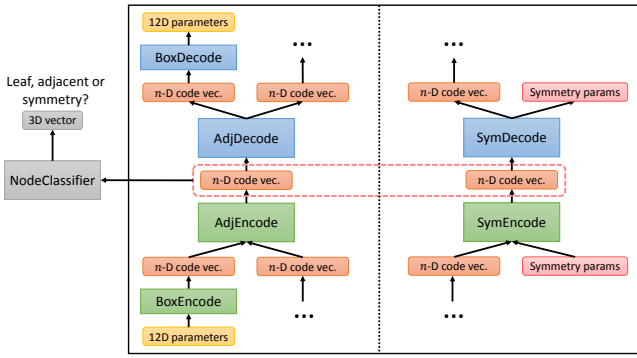 12D parameters
...
...
BoxDecode
Leaf, adjacent or
symmetry?
n-D code vec.
n-D code vec.
n-D code vec.
Symmetry params
3D vector
AdjDecode
SymDecode
NodeClassifier
n-D code vec.
n-D code vec.
AdjEncode
SymEncode
n-D code vec.
n-D code vec.
n-D code vec.
Symmetry params
BoxEncode
...
...
12D parameters